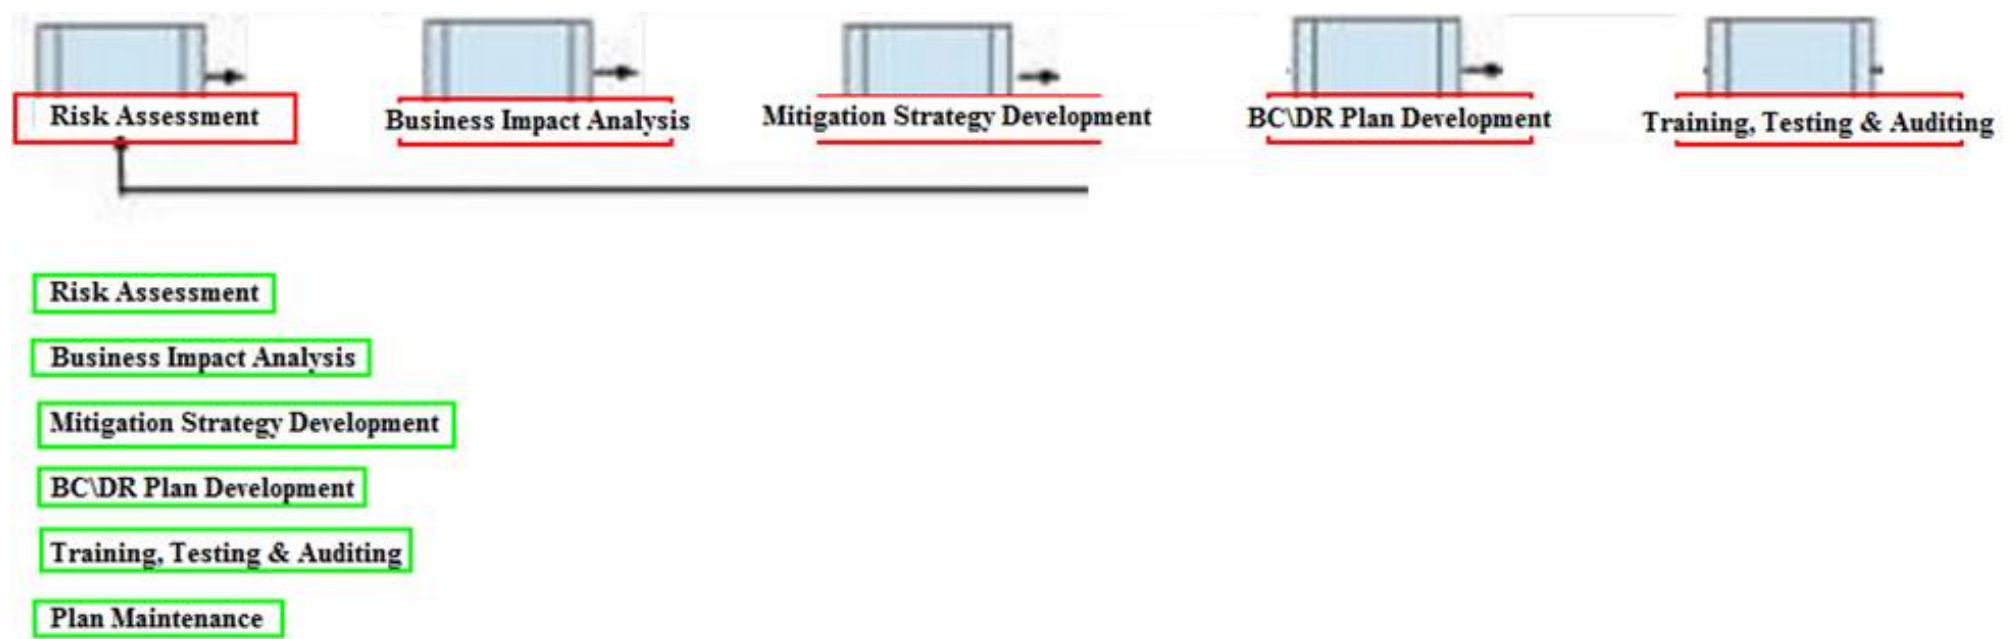 Risk Assessment
Business Impact Analysis
Mitigation Strategy Development
BC\DR Plan Development
Training, Testing & Auditing
Risk Assessment
Business Impact Analysis
Mitigation Strategy Development
BC\DR Plan Development
Training, Testing & Auditing
Plan Maintenance